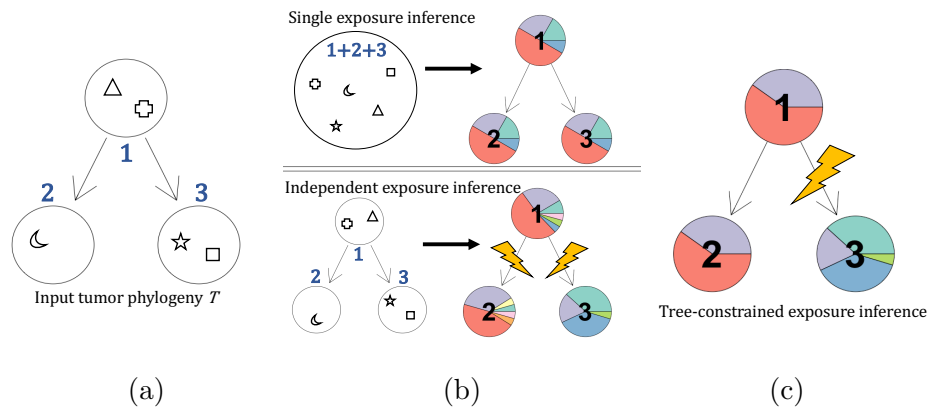 1
2
3
Input tumor phylogeny T
(a)
Single exposure inference
1+2+3
1
2
3
Independent exposure inference
1
2
3
1
2
3
(b)
1
2
3
Tree-constrained exposure inference
(c)